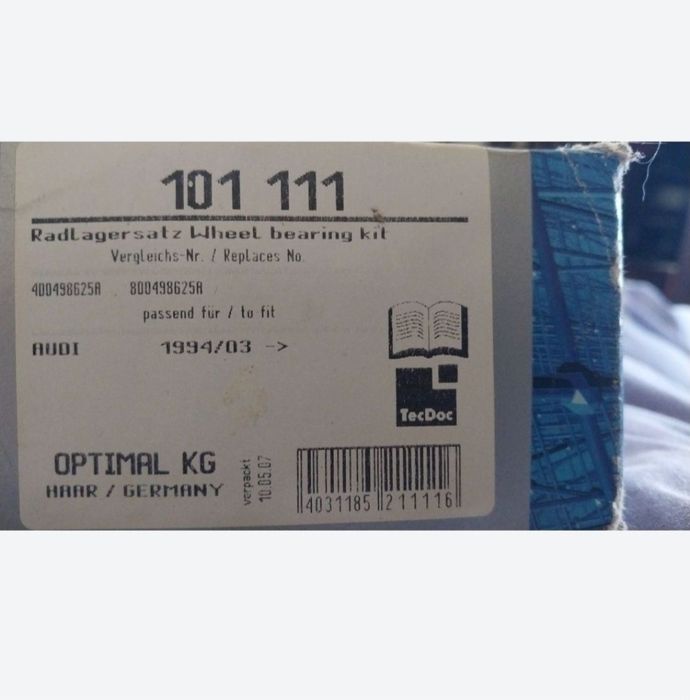 101 111
Radlagersatz Wheel bearing kit
Vergleichs-Nr. / Replaces No.
4D0498625A 8D0498625A
passend für / to fit
AUDI 1994/03 ->
TecDoc
OPTIMAL KG
HAAR / GERMANY
verpackt
10.05.07
4031185 211116